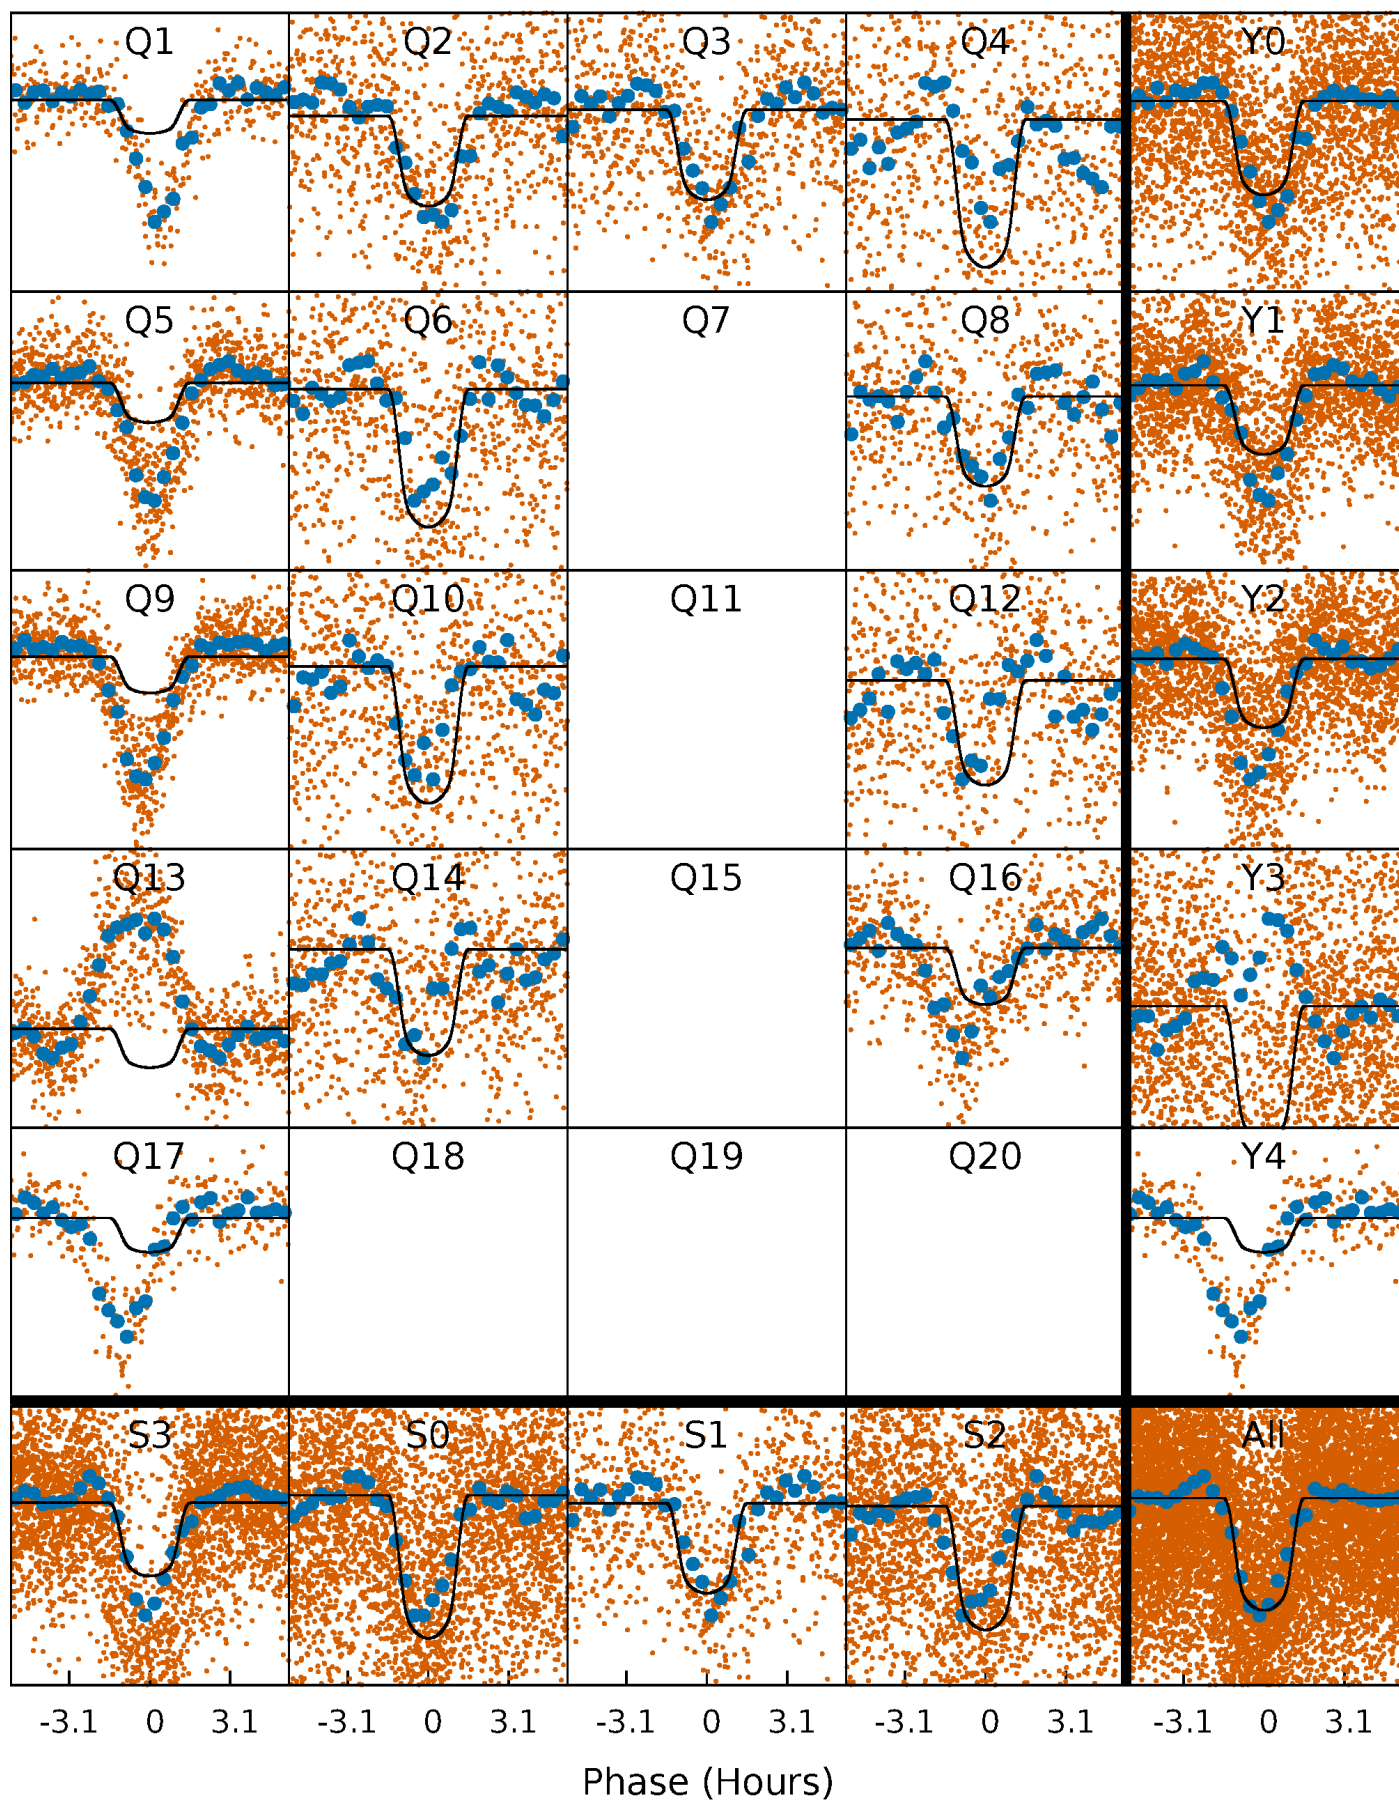 Q1 Q2 Q3 Q4 Y0
Q5 Q6 Q7 Q8 Y1
Q9 Q10 Q11 Q12 Y2
Q13 Q14 Q15 Q16 Y3
Q17 Q18 Q19 Q20 Y4
S3 S0 S1 S2 All
-3.1 0 3.1 -3.1 0 3.1 -3.1 0 3.1 -3.1 0 3.1 -3.1 0 3.1
Phase (Hours)